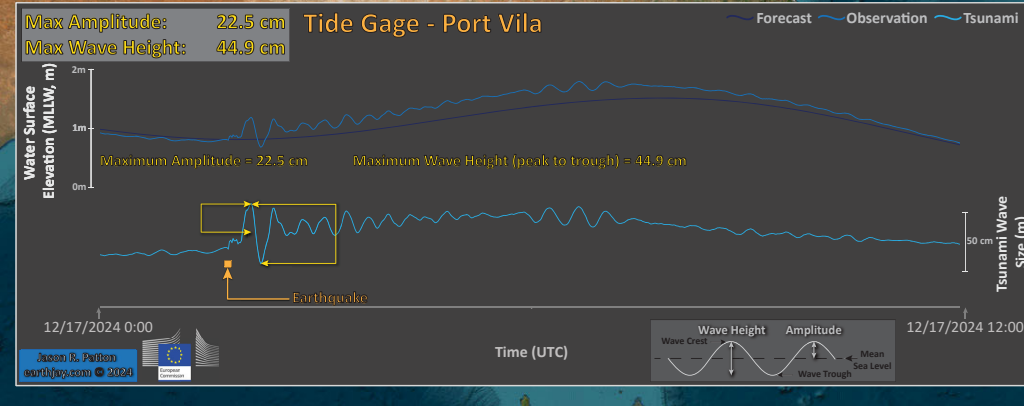 Max Amplitude: 22.5 cm
Max Wave Height: 44.9 cm
Tide Gage - Port Vila
Forecast Observation Tsunami
Water Surface
Elevation (MLLW, m)
2m
1m
0m
Maximum Amplitude = 22.5 cm Maximum Wave Height (peak to trough) = 44.9 cm
50 cm
Tsunami Wave
Size (m)
Earthquake
12/17/2024 0:00
12/17/2024 12:00
Time (UTC)
Jason R. Patton
earthjay.com © 2024
European
Commission
Wave Height Amplitude
Wave Crest
Mean
Sea Level
Wave Trough